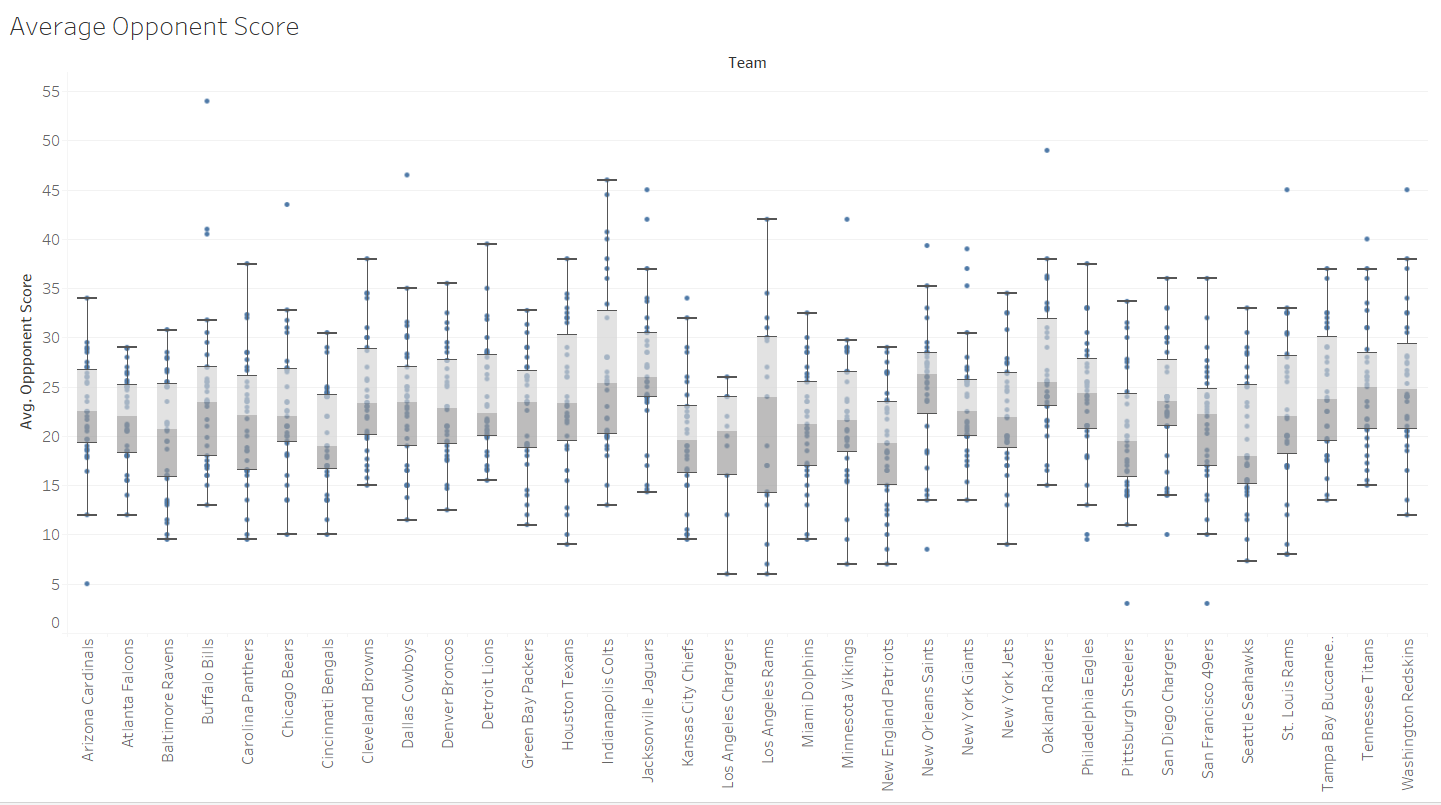 Average Opponent Score
Team
Avg. Oppponent Score
55
50
45
40
35
30
25
20
15
10
5
0
Arizona Cardinals
Atlanta Falcons
Baltimore Ravens
Buffalo Bills
Carolina Panthers
Chicago Bears
Cincinnati Bengals
Cleveland Browns
Dallas Cowboys
Denver Broncos
Detroit Lions
Green Bay Packers
Houston Texans
Indianapolis Colts
Jacksonville Jaguars
Kansas City Chiefs
Los Angeles Chargers
Los Angeles Rams
Miami Dolphins
Minnesota Vikings
New England Patriots
New Orleans Saints
New York Giants
New York Jets
Oakland Raiders
Philadelphia Eagles
Pittsburgh Steelers
San Diego Chargers
San Francisco 49ers
Seattle Seahawks
St. Louis Rams
Tampa Bay Buccanee..
Tennessee Titans
Washington Redskins